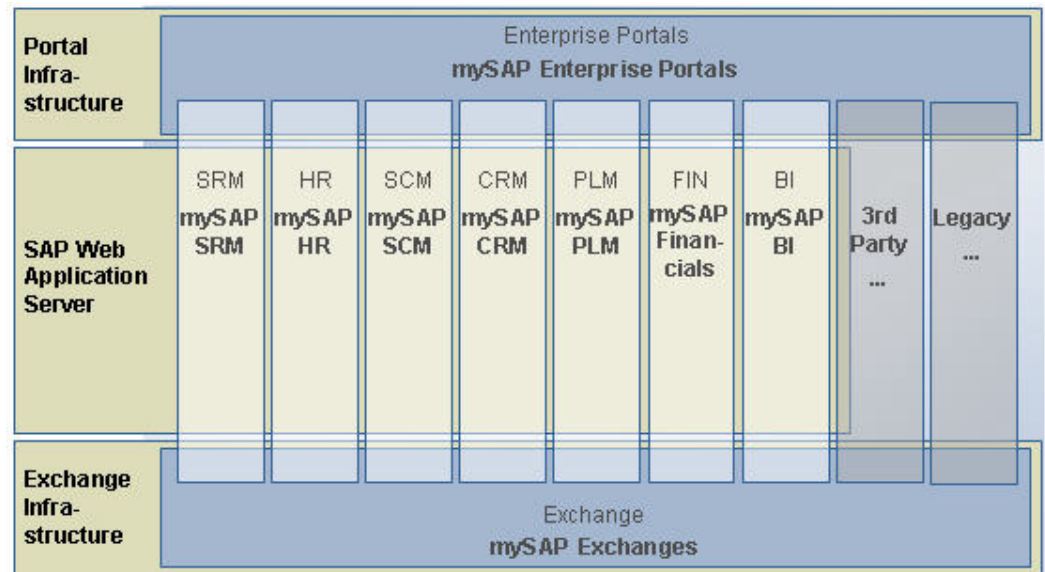 Portal
Infra-
structure
Enterprise Portals
mySAP Enterprise Portals
SAP Web
Application
Server
SRM
mySAP
SRM
HR
mySAP
HR
SCM
mySAP
SCM
CRM
mySAP
CRM
PLM
mySAP
PLM
FIN
mySAP
Finan-
cials
BI
mySAP
BI
3rd
Party
...
Legacy
...
Exchange
Infra-
structure
Exchange
mySAP Exchanges